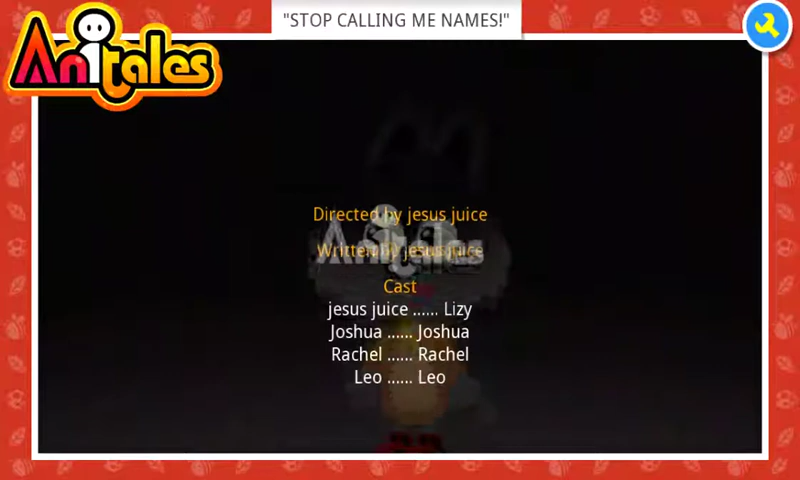 "STOP CALLING ME NAMES!"
Anitales
Directed by jesus juice
Written by jesus juice
Anitales
Cast
jesus juice ...... Lizy
Joshua ...... Joshua
Rachel ...... Rachel
Leo ...... Leo